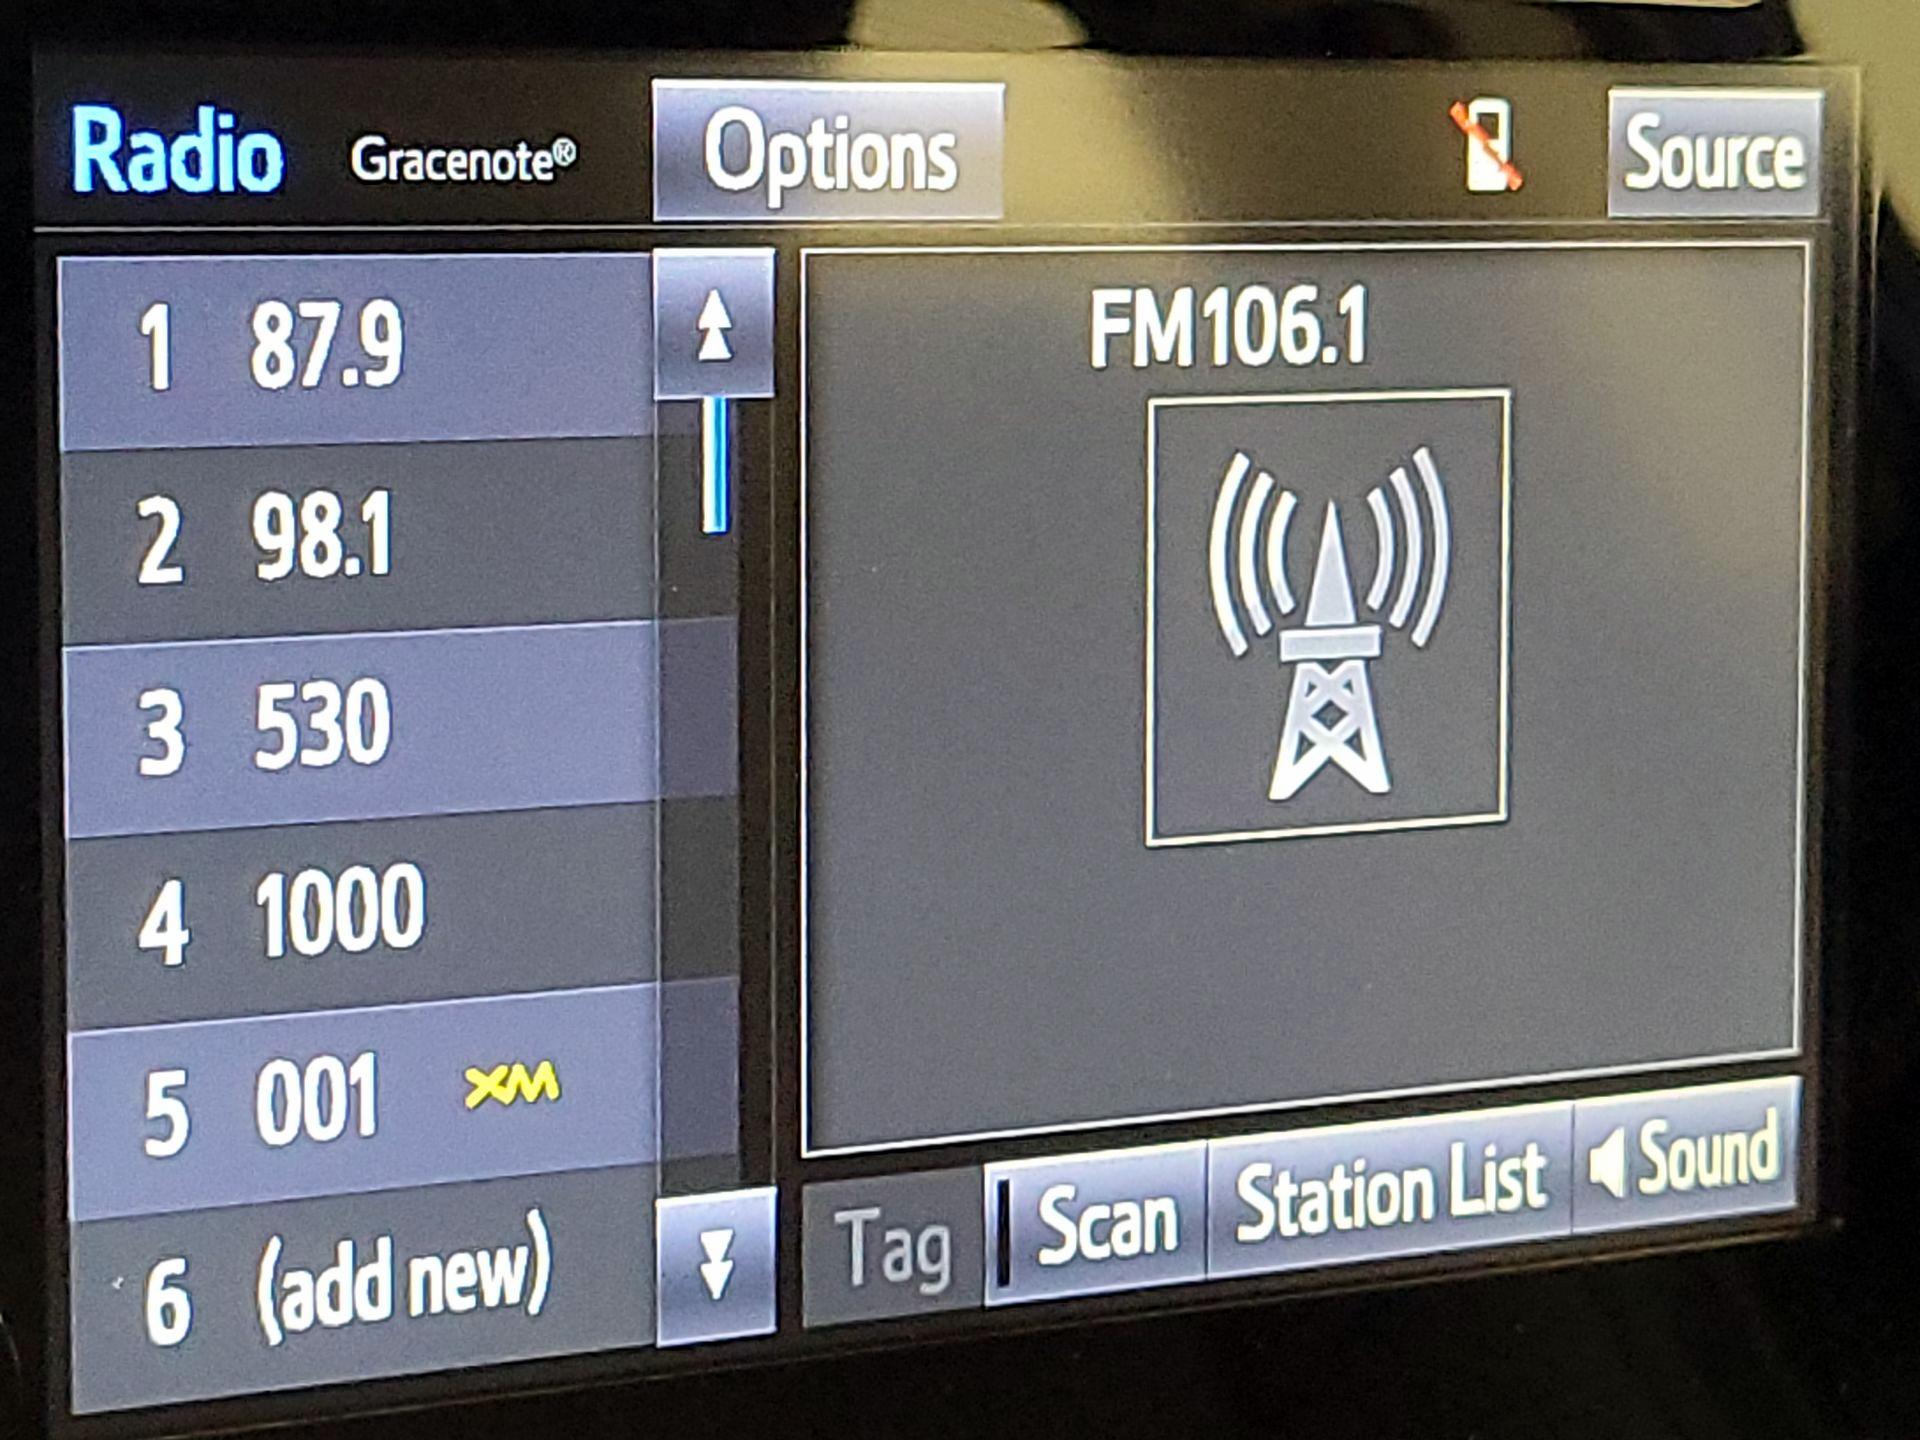 Radio Gracenote® Options Source
1 87.9
2 98.1
3 530
4 1000
5 001 XM
6 (add new)
FM106.1
Tag Scan Station List Sound